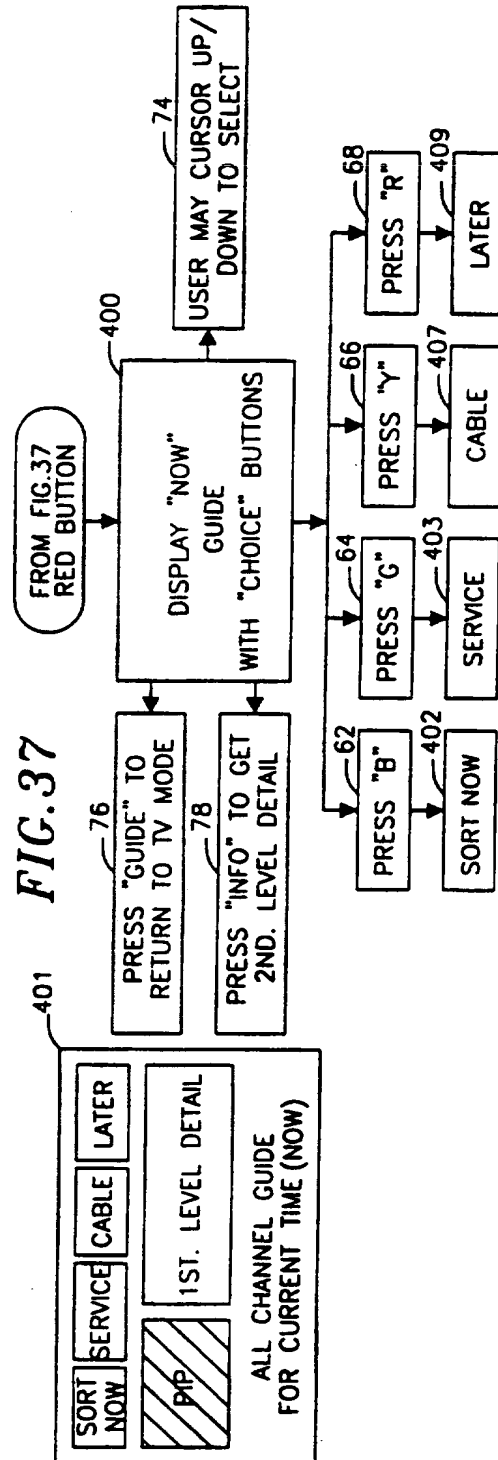 FIG.37
FROM FIG.37
RED BUTTON
401
SORT
NOW
SERVICE
CABLE
LATER
PIP
1ST. LEVEL DETAIL
ALL CHANNEL GUIDE
FOR CURRENT TIME (NOW)
76
PRESS "GUIDE" TO
RETURN TO TV MODE
78
PRESS "INFO" TO GET
2ND. LEVEL DETAIL
400
DISPLAY "NOW"
GUIDE
WITH "CHOICE" BUTTONS
74
USER MAY CURSOR UP/
DOWN TO SELECT
62
PRESS "B"
64
PRESS "G"
66
PRESS "Y"
68
PRESS "R"
402
SORT NOW
403
SERVICE
407
CABLE
409
LATER